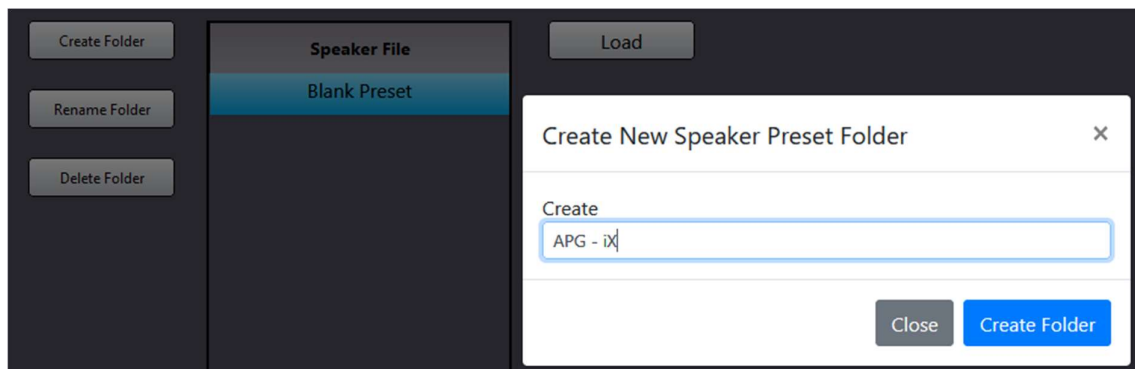 Create Folder
Rename Folder
Delete Folder
Speaker File
Blank Preset
Load
Create New Speaker Preset Folder
×
Create
APG - iX
Close
Create Folder